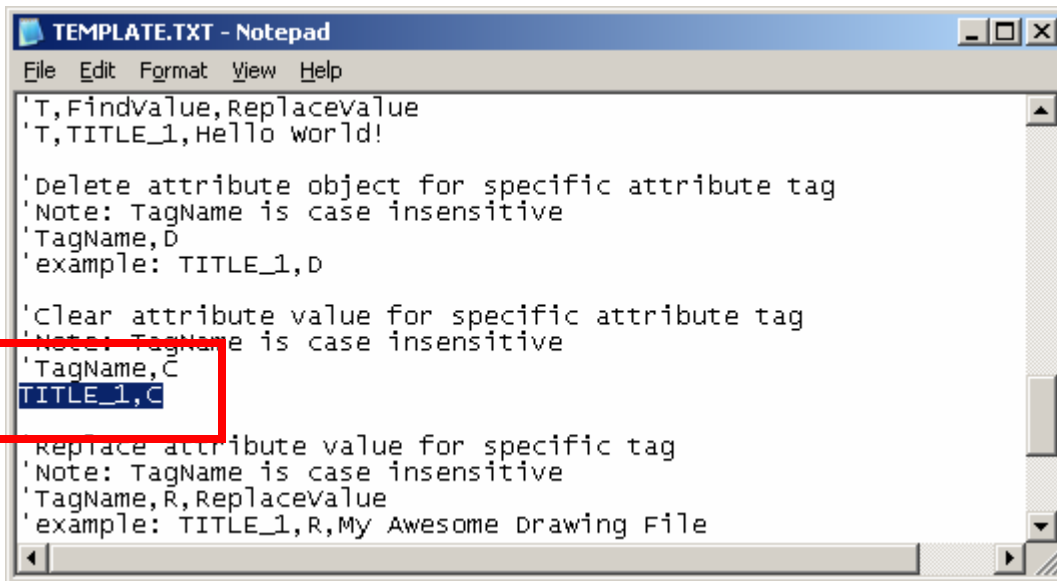 TEMPLATE.TXT - Notepad
File Edit Format View Help
'T,FindValue,ReplaceValue
'T,TITLE_1,Hello World!
'Delete attribute object for specific attribute tag
'Note: TagName is case insensitive
'TagName,D
'example: TITLE_1,D
'Clear attribute value for specific attribute tag
'Note: TagName is case insensitive
'TagName,C
TITLE_1,C
'Replace attribute value for specific tag
'Note: TagName is case insensitive
'TagName,R,ReplaceValue
'example: TITLE_1,R,My Awesome Drawing File